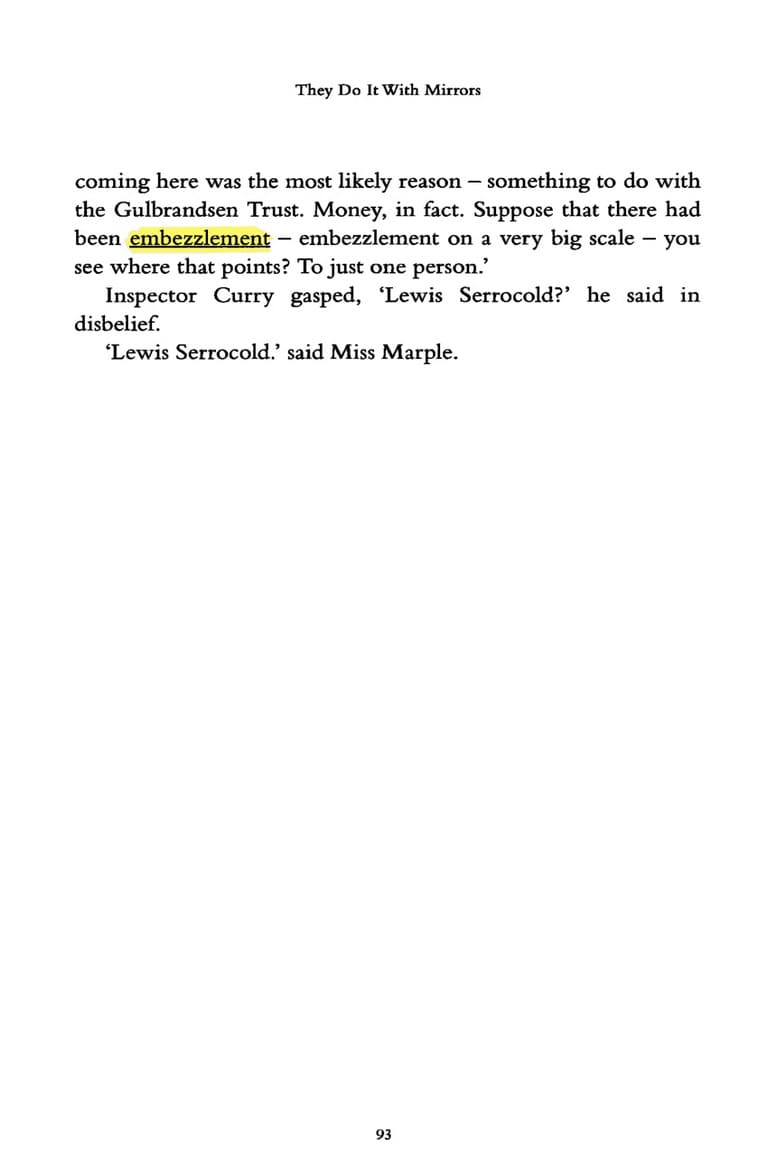 They Do It With Mirrors
coming here was the most likely reason – something to do with
the Gulbrandsen Trust. Money, in fact. Suppose that there had
been embezzlement – embezzlement on a very big scale – you
see where that points? To just one person.’
Inspector Curry gasped, ‘Lewis Serrocold?’ he said in
disbelief.
‘Lewis Serrocold.’ said Miss Marple.
93